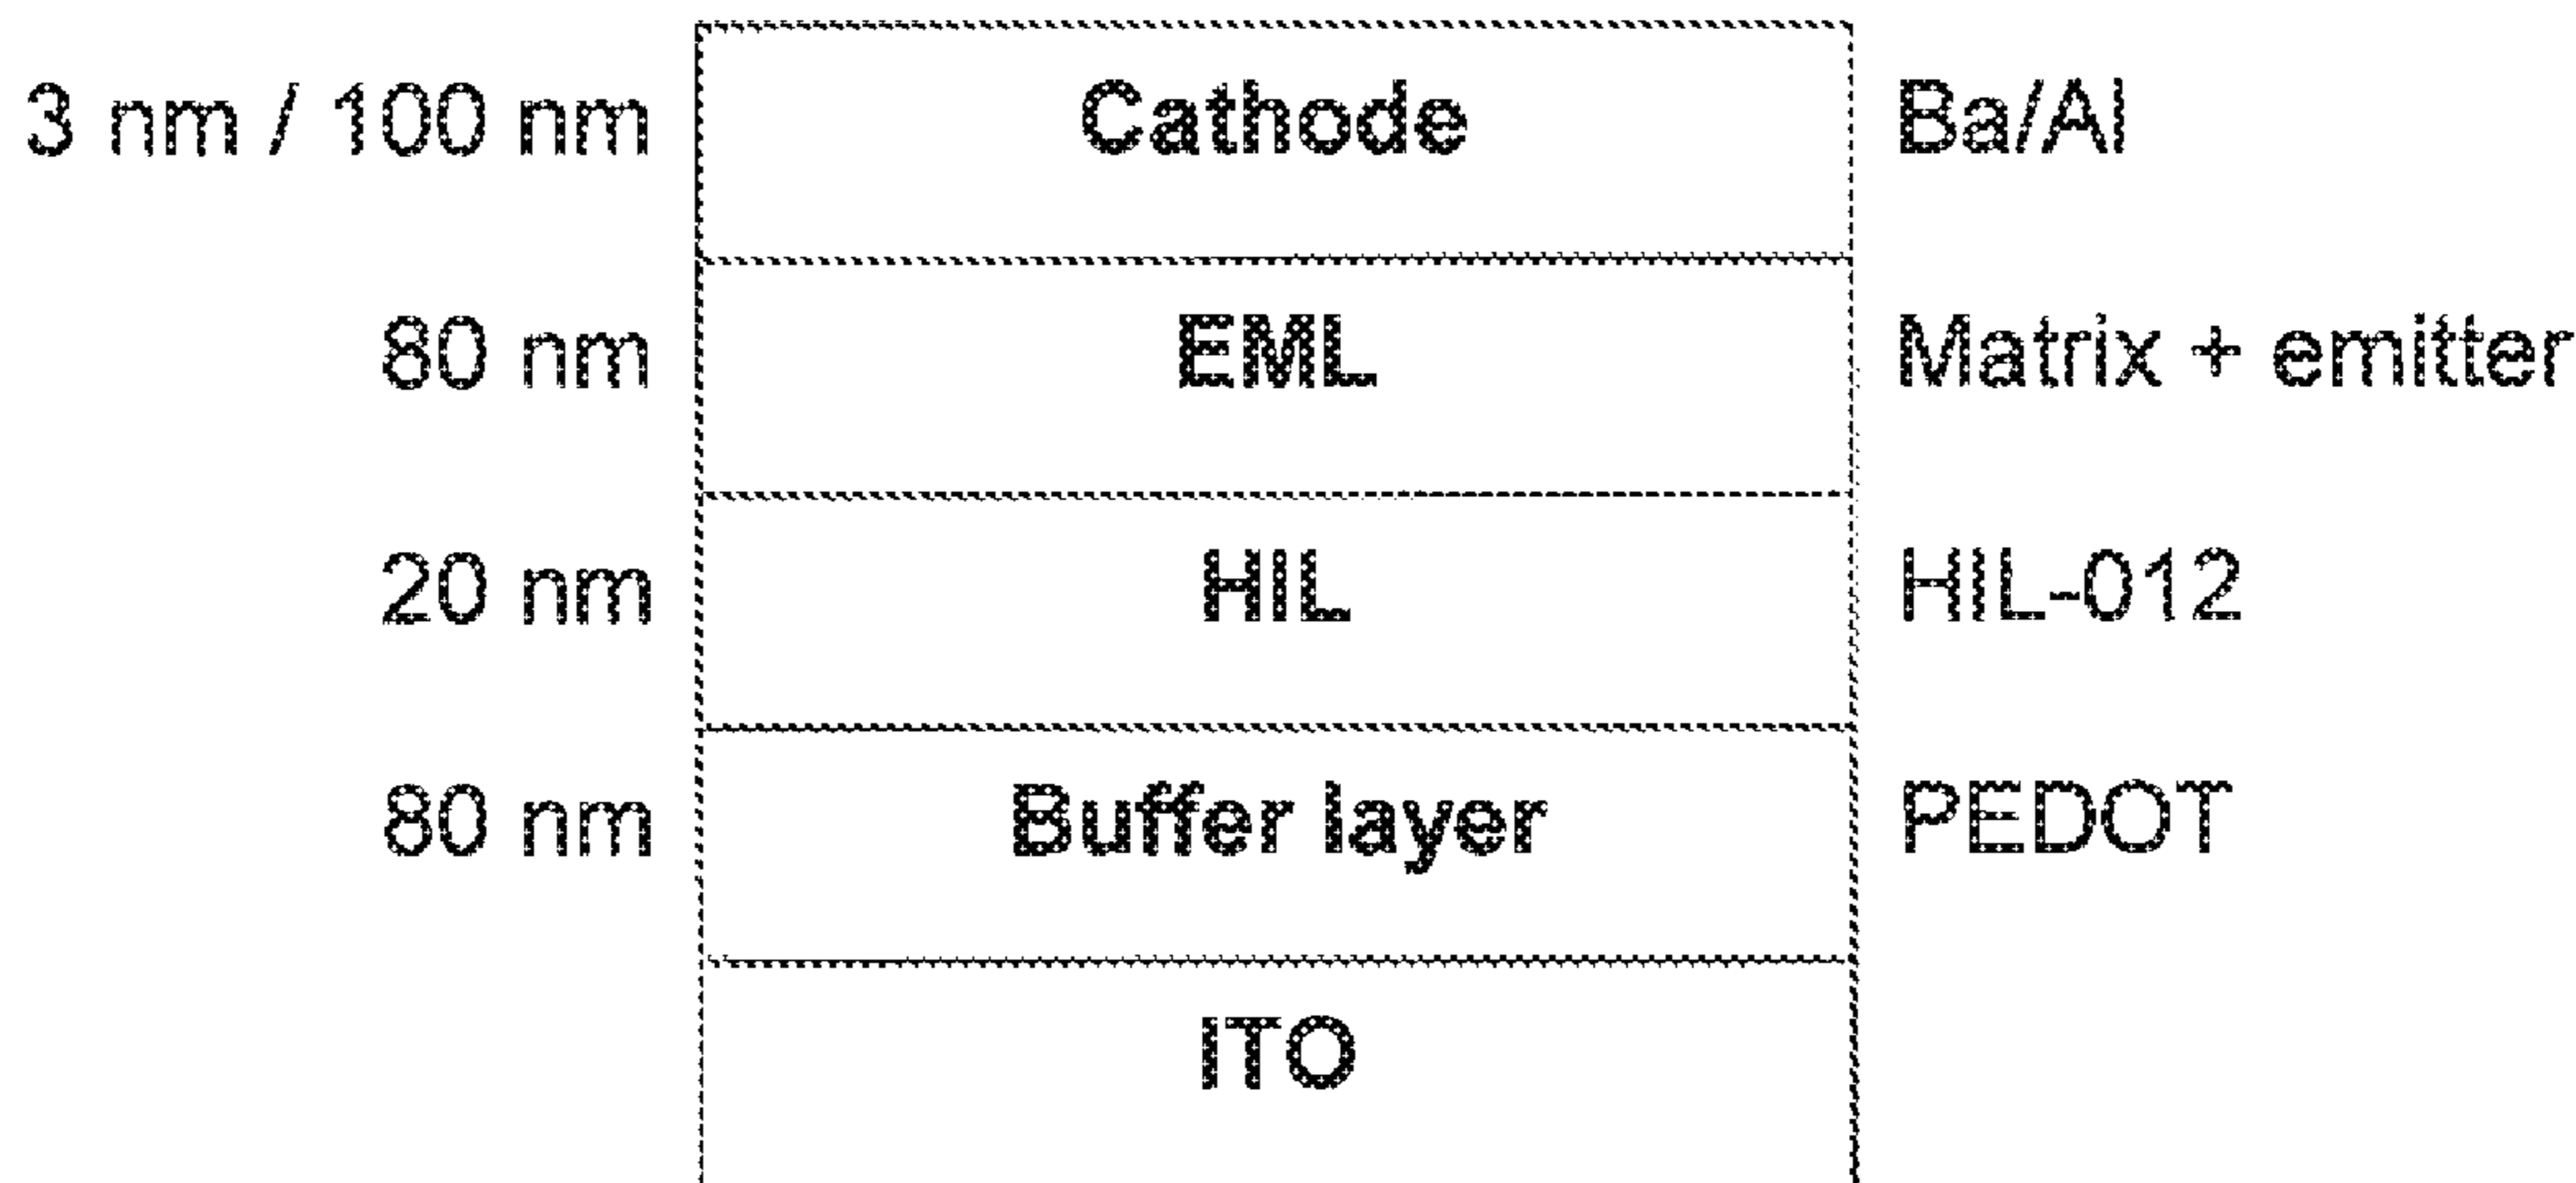 3 nm / 100 nm Cathode Ba/Al
80 nm EML Matrix + emitter
20 nm HIL HIL-012
80 nm Buffer layer PEDOT
ITO